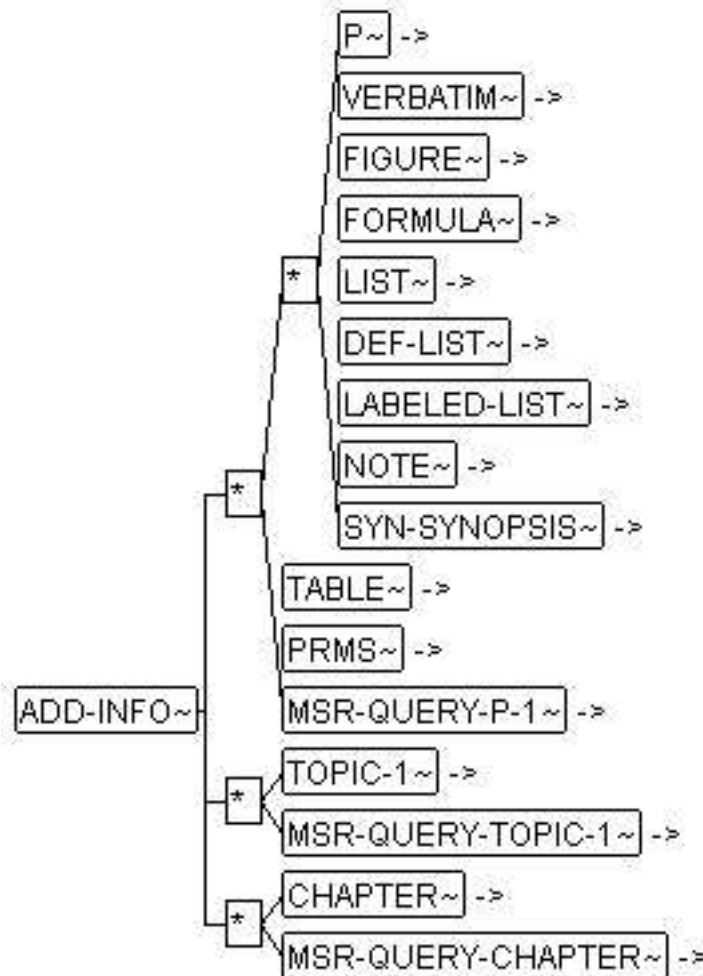 P~ ->
VERBATIM~ ->
FIGURE~ ->
FORMULA~ ->
* LIST~ ->
DEF-LIST~ ->
LABELED-LIST~ ->
NOTE~ ->
*
SYN-SYNOPSIS~ ->
TABLE~ ->
PRMS~ ->
ADD-INFO~ MSR-QUERY-P-1~ ->
TOPIC-1~ ->
*
MSR-QUERY-TOPIC-1~ ->
CHAPTER~ ->
*
MSR-QUERY-CHAPTER~ ->